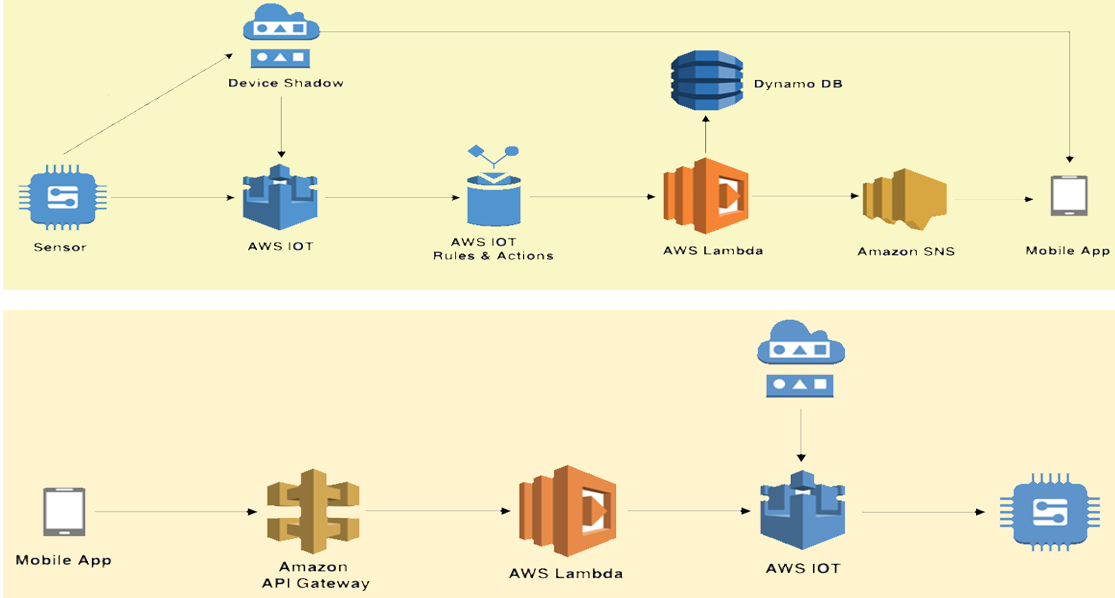 Device Shadow
Dynamo DB
Sensor
AWS IOT
AWS IOT
Rules & Actions
AWS Lambda
Amazon SNS
Mobile App
Mobile App
Amazon
API Gateway
AWS Lambda
AWS IOT